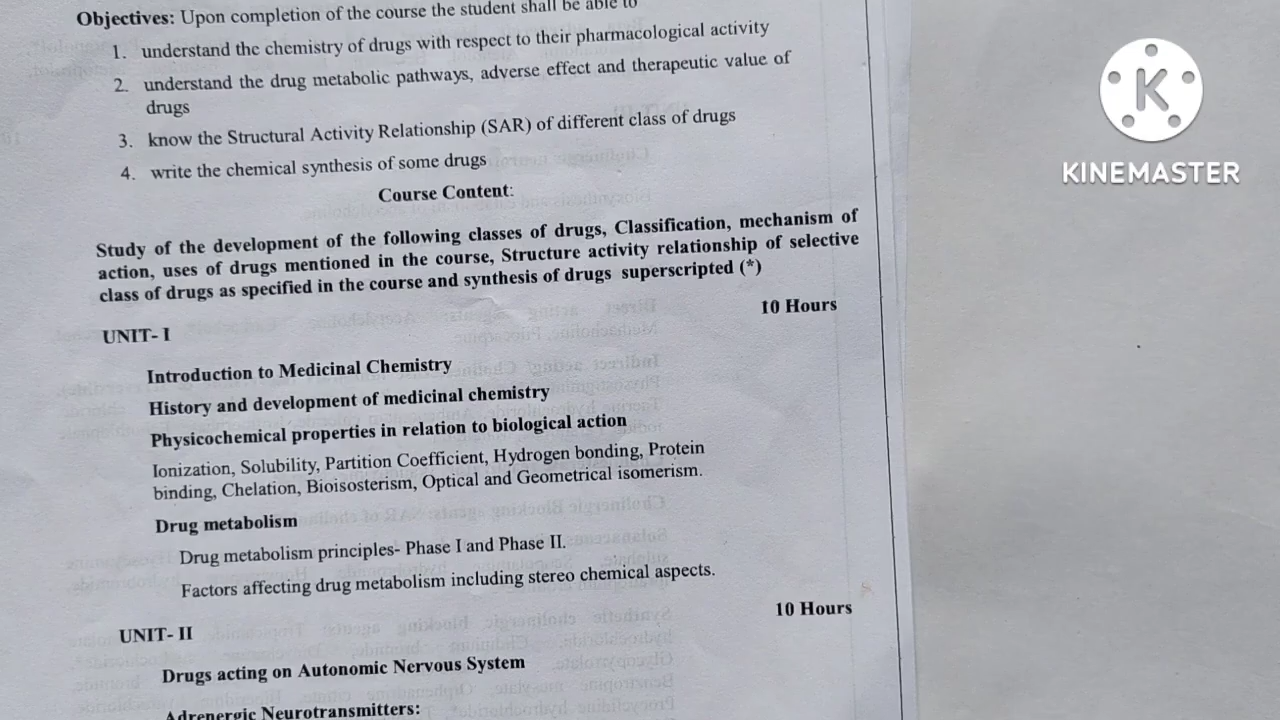 Objectives: Upon completion of the course the student shall be able to
1. understand the chemistry of drugs with respect to their pharmacological activity
2. understand the drug metabolic pathways, adverse effect and therapeutic value of
drugs
3. know the Structural Activity Relationship (SAR) of different class of drugs
4. write the chemical synthesis of some drugs
Course Content:
Study of the development of the following classes of drugs, Classification, mechanism of
action, uses of drugs mentioned in the course, Structure activity relationship of selective
class of drugs as specified in the course and synthesis of drugs superscripted (*)
UNIT- I 10 Hours
Introduction to Medicinal Chemistry
History and development of medicinal chemistry
Physicochemical properties in relation to biological action
Ionization, Solubility, Partition Coefficient, Hydrogen bonding, Protein
binding, Chelation, Bioisosterism, Optical and Geometrical isomerism.
Drug metabolism
Drug metabolism principles- Phase I and Phase II.
Factors affecting drug metabolism including stereo chemical aspects.
UNIT- II 10 Hours
Drugs acting on Autonomic Nervous System
Adrenergic Neurotransmitters:
K
KINEMASTER